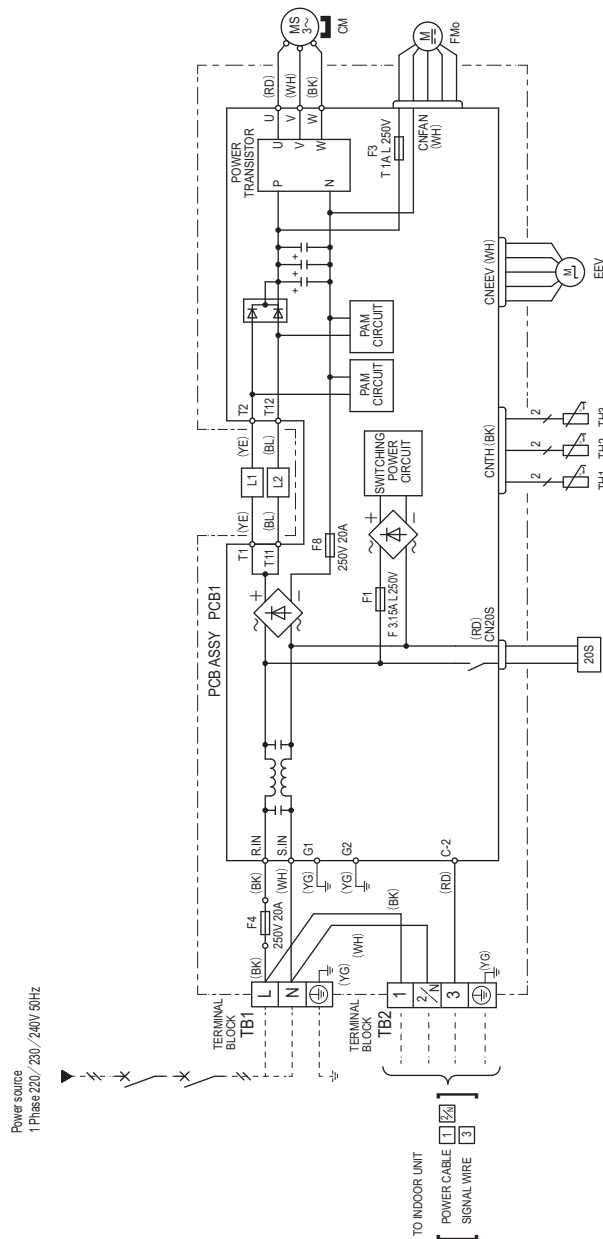 Power source
1 Phase 220／230／240V 50Hz
TO INDOOR UNIT
POWER CABLE 1 2/N
SIGNAL WIRE 3
TERMINAL
BLOCK
TB1
L
N
(YG)
TERMINAL
BLOCK
TB2
1
2/N
3
(YG)
(BK)
F4
250V 20A
(BK)
(WH)
(BK)
(WH)
(YG)
(YG)
(RD)
R.IN
S.IN
G1
G2
C-2
PCB ASSY PCB1
+
−
~
~
T1
T11
(YE)
(BL)
L1
L2
(YE)
(BL)
T2
T12
F8
250V 20A
F1
F 3.15A L 250V
+
−
~
~
SWITCHING
POWER
CIRCUIT
PAM
CIRCUIT
PAM
CIRCUIT
+
+
+
POWER
TRANSISTOR
P
N
U
V
W
U
V
W
(RD)
(WH)
(BK)
MS
3~
CM
F3
T 1A L 250V
CNFAN
(WH)
M
FMo
(RD)
CN20S
20S
CNTH (BK)
2
2
2
TH1
TH2
TH3
CNEEV (WH)
M
EEV